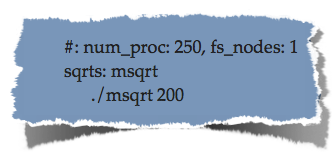 #: num_proc: 250, fs_nodes: 1
sqrts: msqrt
./msqrt 200